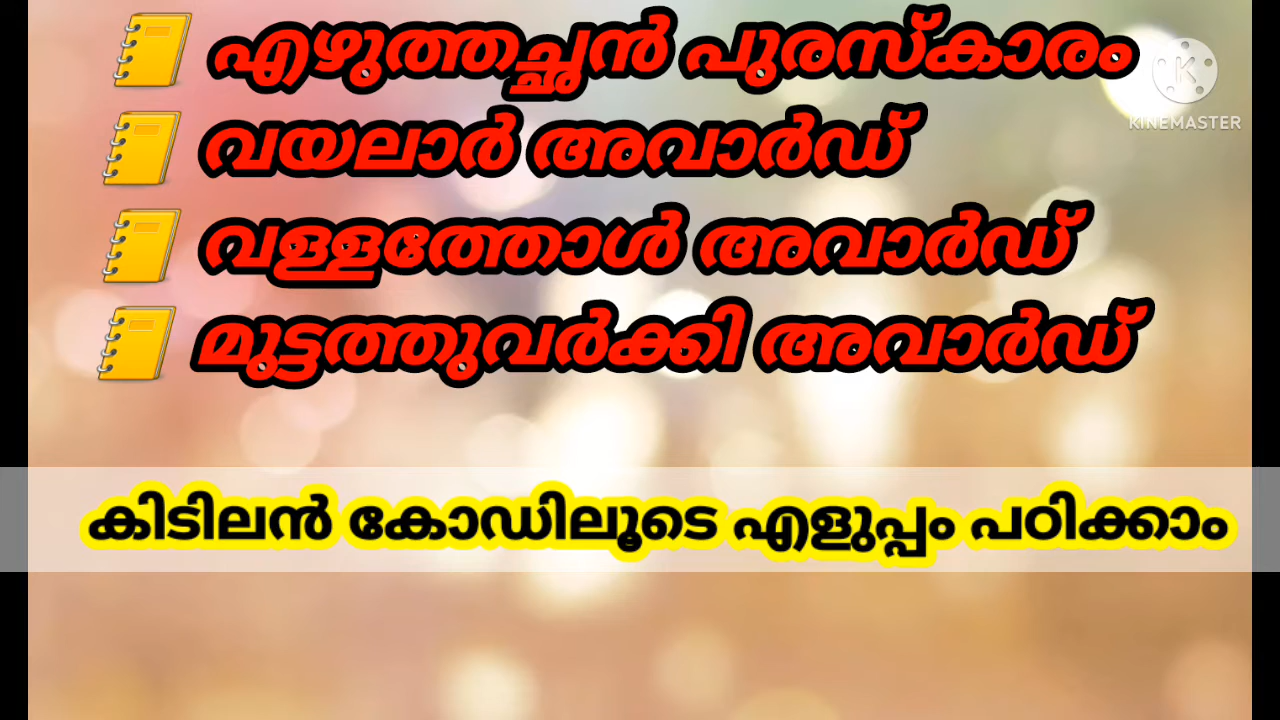 എഴുത്തച്ഛൻ പുരസ്കാരം
KINEMASTER
വയലാർ അവാർഡ്
വള്ളത്തോൾ അവാർഡ്
മുട്ടത്തുവർക്കി അവാർഡ്
കിടിലൻ കോഡിലൂടെ എളുപ്പം പഠിക്കാം